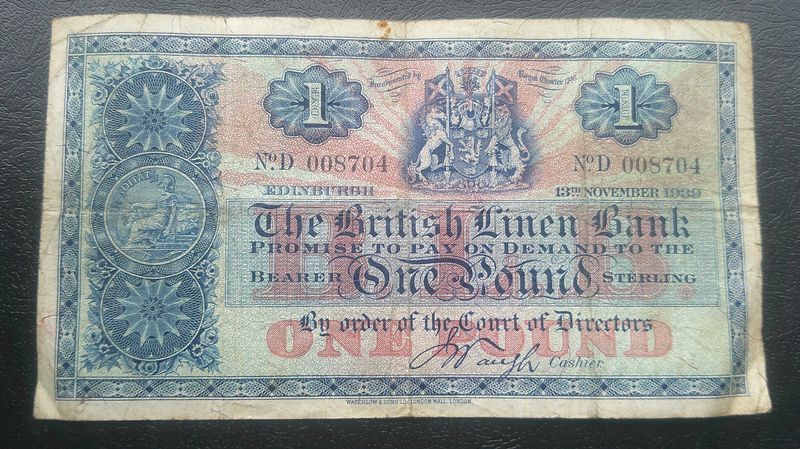 Incorporated by Royal Charter 1746
1 1
No. D 008704 No. D 008704
EDINBURGH 13TH NOVEMBER 1939
The British Linen Bank
PROMISE TO PAY ON DEMAND TO THE
BEARER One Pound STERLING
By order of the Court of Directors
ONE POUND
J Waugh Cashier
WATERLOW & SONS LD. LONDON WALL, LONDON.